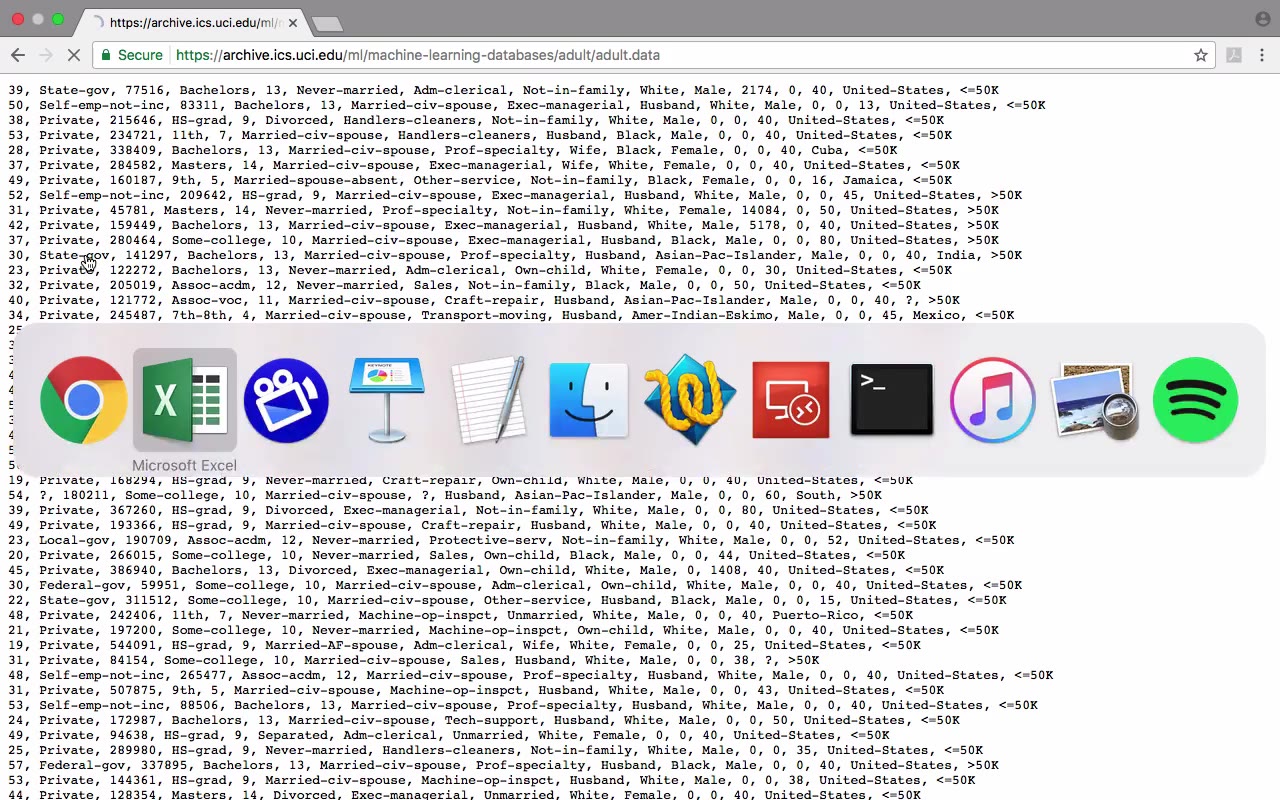 https://archive.ics.uci.edu/ml/
Secure https://archive.ics.uci.edu/ml/machine-learning-databases/adult/adult.data
39, State-gov, 77516, Bachelors, 13, Never-married, Adm-clerical, Not-in-family, White, Male, 2174, 0, 40, United-States, <=50K
50, Self-emp-not-inc, 83311, Bachelors, 13, Married-civ-spouse, Exec-managerial, Husband, White, Male, 0, 0, 13, United-States, <=50K
38, Private, 215646, HS-grad, 9, Divorced, Handlers-cleaners, Not-in-family, White, Male, 0, 0, 40, United-States, <=50K
53, Private, 234721, 11th, 7, Married-civ-spouse, Handlers-cleaners, Husband, Black, Male, 0, 0, 40, United-States, <=50K
28, Private, 338409, Bachelors, 13, Married-civ-spouse, Prof-specialty, Wife, Black, Female, 0, 0, 40, Cuba, <=50K
37, Private, 284582, Masters, 14, Married-civ-spouse, Exec-managerial, Wife, White, Female, 0, 0, 40, United-States, <=50K
49, Private, 160187, 9th, 5, Married-spouse-absent, Other-service, Not-in-family, Black, Female, 0, 0, 16, Jamaica, <=50K
52, Self-emp-not-inc, 209642, HS-grad, 9, Married-civ-spouse, Exec-managerial, Husband, White, Male, 0, 0, 45, United-States, >50K
31, Private, 45781, Masters, 14, Never-married, Prof-specialty, Not-in-family, White, Female, 14084, 0, 50, United-States, >50K
42, Private, 159449, Bachelors, 13, Married-civ-spouse, Exec-managerial, Husband, White, Male, 5178, 0, 40, United-States, >50K
37, Private, 280464, Some-college, 10, Married-civ-spouse, Exec-managerial, Husband, Black, Male, 0, 0, 80, United-States, >50K
30, State-gov, 141297, Bachelors, 13, Married-civ-spouse, Prof-specialty, Husband, Asian-Pac-Islander, Male, 0, 0, 40, India, >50K
23, Private, 122272, Bachelors, 13, Never-married, Adm-clerical, Own-child, White, Female, 0, 0, 30, United-States, <=50K
32, Private, 205019, Assoc-acdm, 12, Never-married, Sales, Not-in-family, Black, Male, 0, 0, 50, United-States, <=50K
40, Private, 121772, Assoc-voc, 11, Married-civ-spouse, Craft-repair, Husband, Asian-Pac-Islander, Male, 0, 0, 40, ?, >50K
34, Private, 245487, 7th-8th, 4, Married-civ-spouse, Transport-moving, Husband, Amer-Indian-Eskimo, Male, 0, 0, 45, Mexico, <=50K
KEYNOTE
X
>_
Microsoft Excel
19, Private, 168294, HS-grad, 9, Never-married, Craft-repair, Own-child, White, Male, 0, 0, 40, United-States, <=50K
54, ?, 180211, Some-college, 10, Married-civ-spouse, ?, Husband, Asian-Pac-Islander, Male, 0, 0, 60, South, >50K
39, Private, 367260, HS-grad, 9, Divorced, Exec-managerial, Not-in-family, White, Male, 0, 0, 80, United-States, <=50K
49, Private, 193366, HS-grad, 9, Married-civ-spouse, Craft-repair, Husband, White, Male, 0, 0, 40, United-States, <=50K
23, Local-gov, 190709, Assoc-acdm, 12, Never-married, Protective-serv, Not-in-family, White, Male, 0, 0, 52, United-States, <=50K
20, Private, 266015, Some-college, 10, Never-married, Sales, Own-child, Black, Male, 0, 0, 44, United-States, <=50K
45, Private, 386940, Bachelors, 13, Divorced, Exec-managerial, Own-child, White, Male, 0, 1408, 40, United-States, <=50K
30, Federal-gov, 59951, Some-college, 10, Married-civ-spouse, Adm-clerical, Own-child, White, Male, 0, 0, 40, United-States, <=50K
22, State-gov, 311512, Some-college, 10, Married-civ-spouse, Other-service, Husband, Black, Male, 0, 0, 15, United-States, <=50K
48, Private, 242406, 11th, 7, Never-married, Machine-op-inspct, Unmarried, White, Male, 0, 0, 40, Puerto-Rico, <=50K
21, Private, 197200, Some-college, 10, Never-married, Machine-op-inspct, Own-child, White, Male, 0, 0, 40, United-States, <=50K
19, Private, 544091, HS-grad, 9, Married-AF-spouse, Adm-clerical, Wife, White, Female, 0, 0, 25, United-States, <=50K
31, Private, 84154, Some-college, 10, Married-civ-spouse, Sales, Husband, White, Male, 0, 0, 38, ?, >50K
48, Self-emp-not-inc, 265477, Assoc-acdm, 12, Married-civ-spouse, Prof-specialty, Husband, White, Male, 0, 0, 40, United-States, <=50K
31, Private, 507875, 9th, 5, Married-civ-spouse, Machine-op-inspct, Husband, White, Male, 0, 0, 43, United-States, <=50K
53, Self-emp-not-inc, 88506, Bachelors, 13, Married-civ-spouse, Prof-specialty, Husband, White, Male, 0, 0, 40, United-States, <=50K
24, Private, 172987, Bachelors, 13, Married-civ-spouse, Tech-support, Husband, White, Male, 0, 0, 50, United-States, <=50K
49, Private, 94638, HS-grad, 9, Separated, Adm-clerical, Unmarried, White, Female, 0, 0, 40, United-States, <=50K
25, Private, 289980, HS-grad, 9, Never-married, Handlers-cleaners, Not-in-family, White, Male, 0, 0, 35, United-States, <=50K
57, Federal-gov, 337895, Bachelors, 13, Married-civ-spouse, Prof-specialty, Husband, Black, Male, 0, 0, 40, United-States, >50K
53, Private, 144361, HS-grad, 9, Married-civ-spouse, Machine-op-inspct, Husband, White, Male, 0, 0, 38, United-States, <=50K
44, Private, 128354, Masters, 14, Divorced, Exec-managerial, Unmarried, White, Female, 0, 0, 40, United-States, <=50K